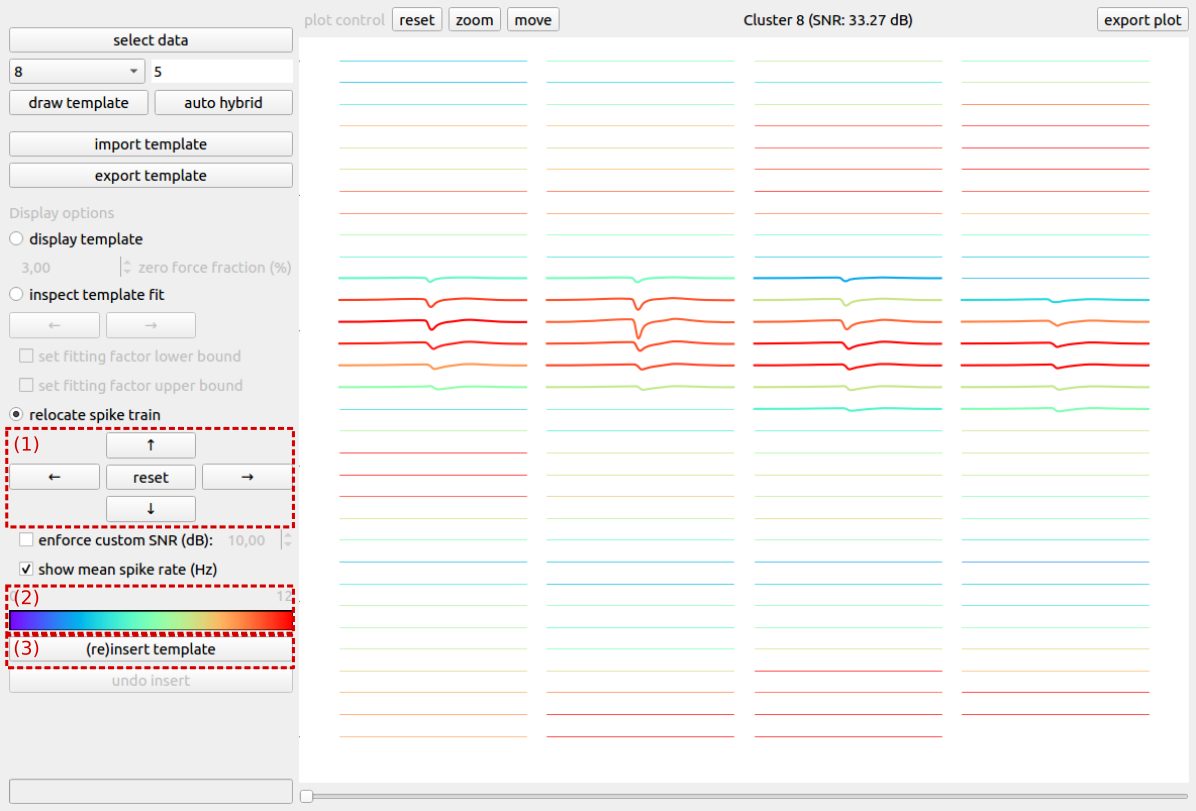 plot control reset zoom move Cluster 8 (SNR: 33.27 dB) export plot
select data
8 5
draw template auto hybrid
import template
export template
Display options
display template
3,00 zero force fraction (%)
inspect template fit
← →
set fitting factor lower bound
set fitting factor upper bound
relocate spike train
(1) ↑
← reset →
↓
enforce custom SNR (dB): 10,00
✓ show mean spike rate (Hz)
(2) 12
(3) (re)insert template
undo insert